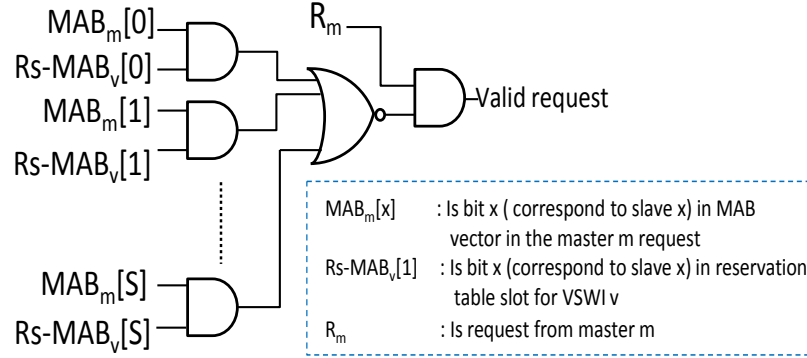 MABm[0]
Rm
Rs-MABv[0]
MABm[1]
Valid request
Rs-MABv[1]
MABm[x] : Is bit x ( correspond to slave x) in MAB
vector in the master m request
Rs-MABv[1] : Is bit x (correspond to slave x) in reservation
table slot for VSWI v
Rm : Is request from master m
MABm[S]
Rs-MABv[S]